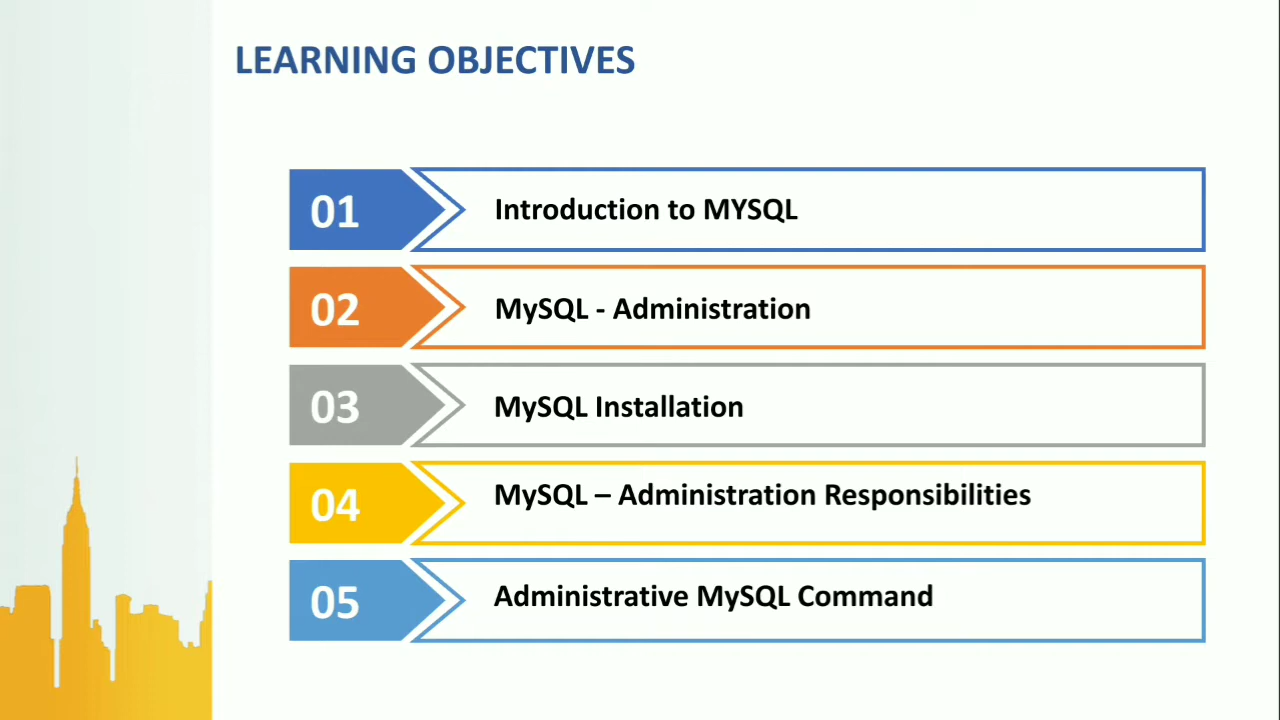 LEARNING OBJECTIVES
01 Introduction to MYSQL
02 MySQL - Administration
03 MySQL Installation
04 MySQL – Administration Responsibilities
05 Administrative MySQL Command